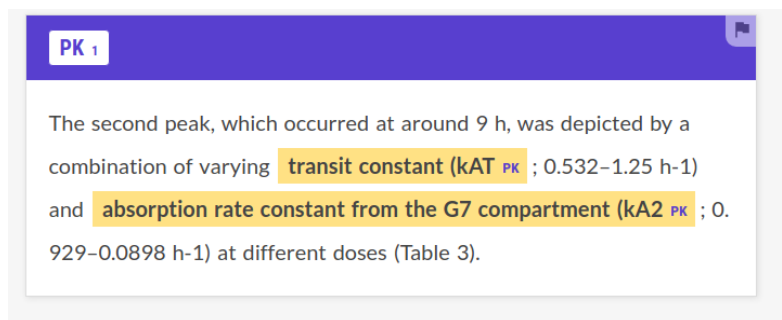 PK 1
The second peak, which occurred at around 9 h, was depicted by a
combination of varying transit constant (kAT PK ; 0.532–1.25 h-1)
and absorption rate constant from the G7 compartment (kA2 PK ; 0.
929–0.0898 h-1) at different doses (Table 3).